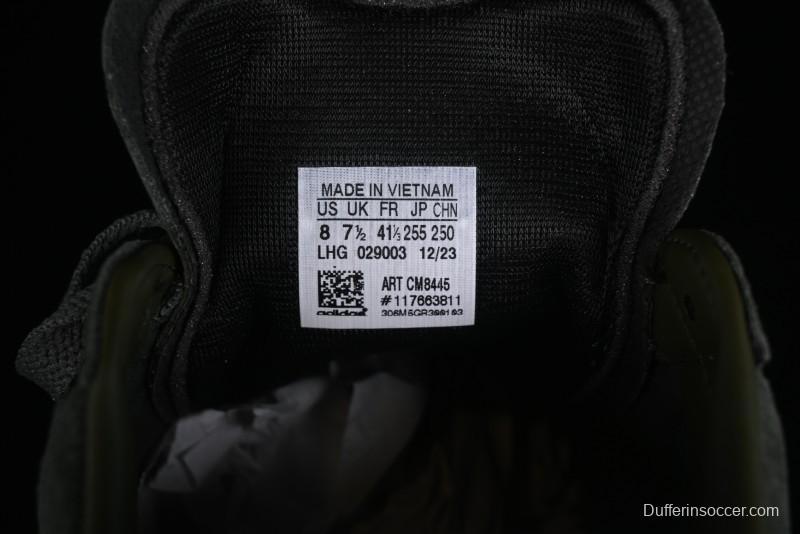 MADE IN VIETNAM
US UK FR JP CHN
8 7½ 41⅓ 255 250
LHG 029003 12/23
ART CM8445
#117663811
adidas
Dufferinsoccer.com